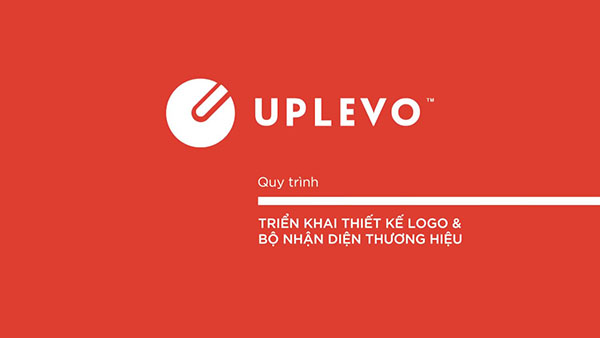 UPLEVO™
Quy trình
TRIỂN KHAI THIẾT KẾ LOGO &
BỘ NHẬN DIỆN THƯƠNG HIỆU